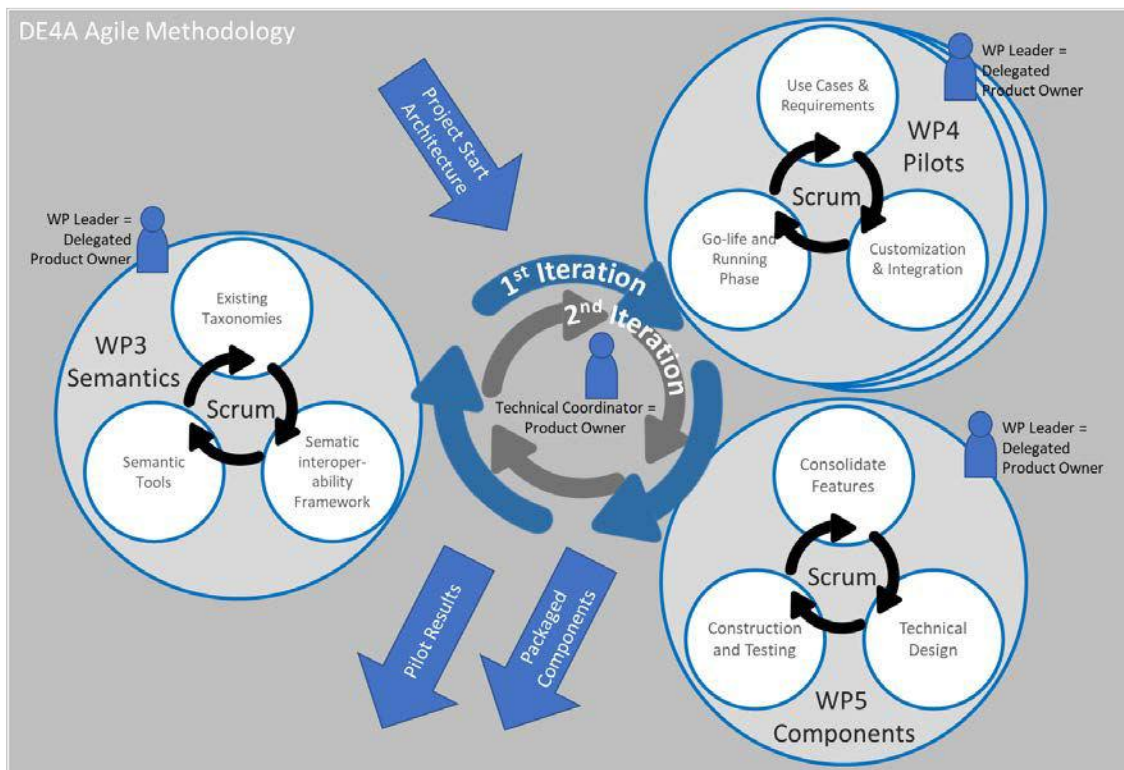 DE4A Agile Methodology
Project Start
Architecture
WP Leader =
Delegated
Product Owner
Use Cases &
Requirements
WP4
Pilots
Scrum
Go-life and
Running
Phase
Customization
& Integration
WP Leader =
Delegated
Product Owner
Existing
Taxonomies
WP3
Semantics
Scrum
Semantic
Tools
Sematic
interoper-
ability
Framework
1st Iteration
2nd Iteration
Technical Coordinator =
Product Owner
WP Leader =
Delegated
Product Owner
Consolidate
Features
Scrum
Construction
and Testing
Technical
Design
WP5
Components
Pilot Results
Packaged
Components